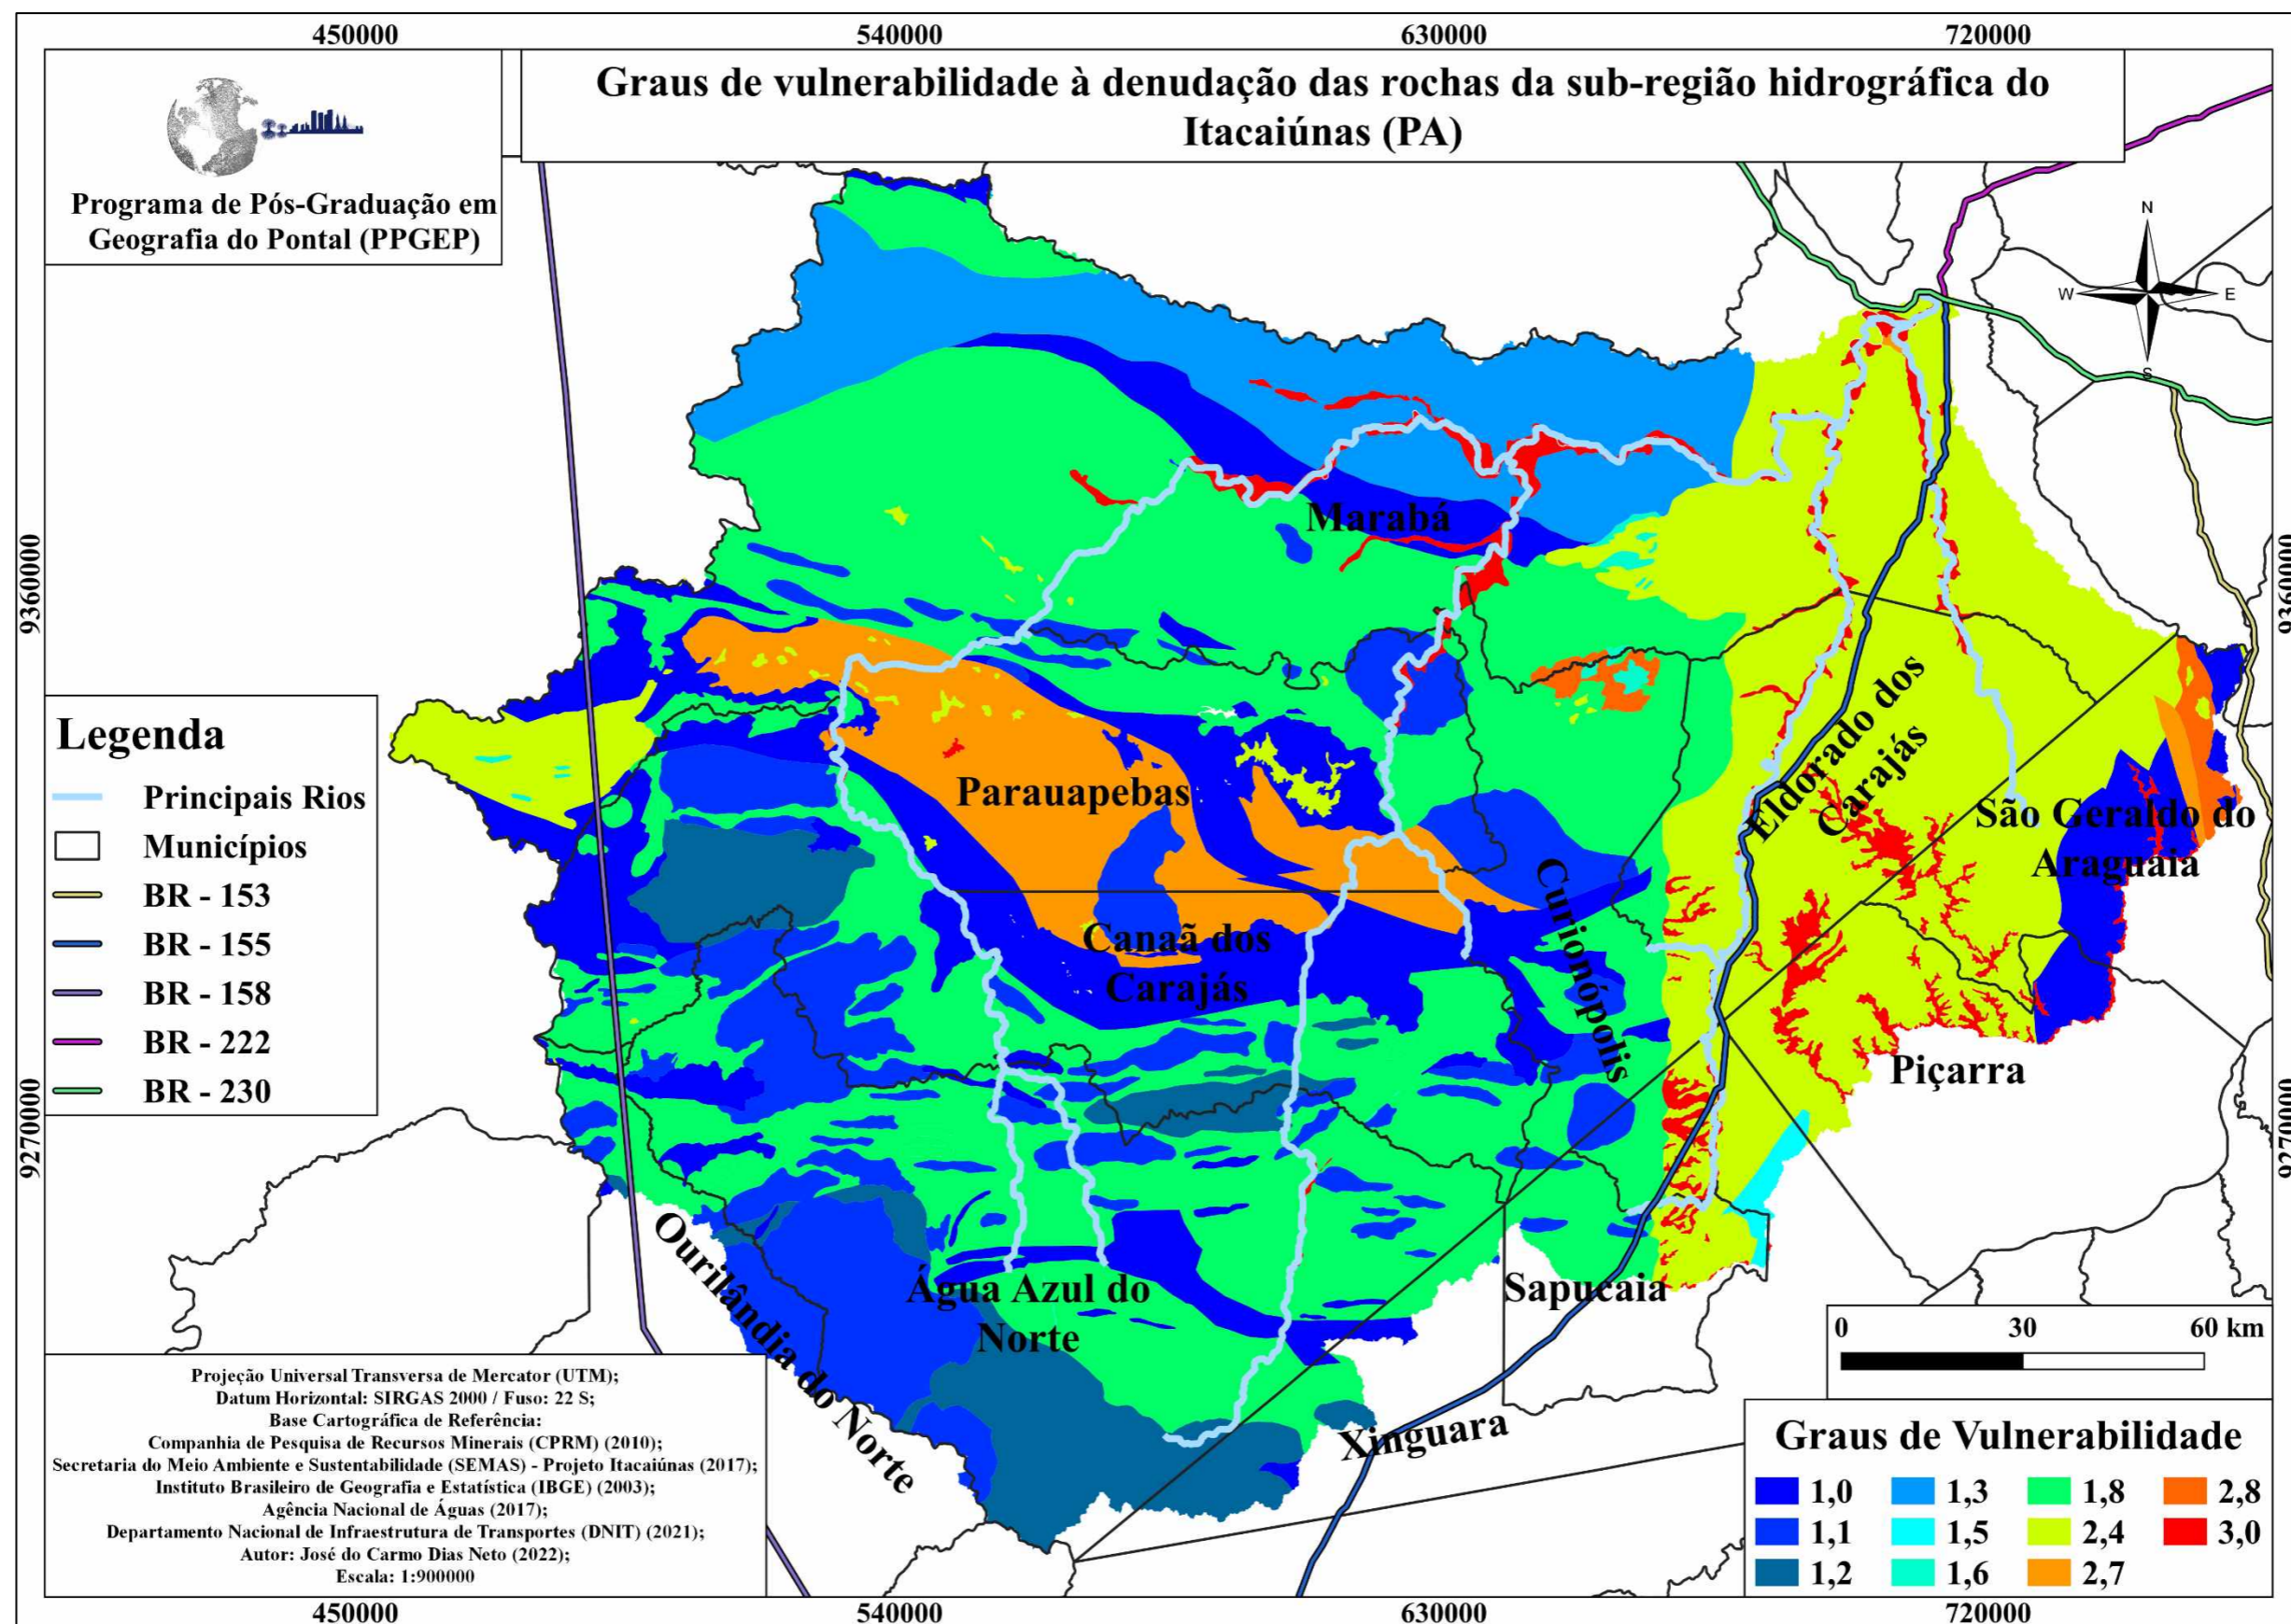 450000
540000
630000
720000
Programa de Pós-Graduação em
Geografia do Pontal (PPGEP)
Graus de vulnerabilidade à denudação das rochas da sub-região hidrográfica do
Itacaiúnas (PA)
N
W
E
S
9360000
9360000
9270000
9270000
Marabá
Parauapebas
Canaã dos
Carajás
Curionópolis
Eldorado dos
Carajás
São Geraldo do
Araguaia
Piçarra
Sapucaia
Água Azul do
Norte
Ourilândia do Norte
Xinguara
Legenda
Principais Rios
Municípios
BR - 153
BR - 155
BR - 158
BR - 222
BR - 230
Projeção Universal Transversa de Mercator (UTM);
Datum Horizontal: SIRGAS 2000 / Fuso: 22 S;
Base Cartográfica de Referência:
Companhia de Pesquisa de Recursos Minerais (CPRM) (2010);
Secretaria do Meio Ambiente e Sustentabilidade (SEMAS) - Projeto Itacaiúnas (2017);
Instituto Brasileiro de Geografia e Estatística (IBGE) (2003);
Agência Nacional de Águas (2017);
Departamento Nacional de Infraestrutura de Transportes (DNIT) (2021);
Autor: José do Carmo Dias Neto (2022);
Escala: 1:900000
0 30 60 km
Graus de Vulnerabilidade
1,0 1,3 1,8 2,8
1,1 1,5 2,4 3,0
1,2 1,6 2,7
450000
540000
630000
720000